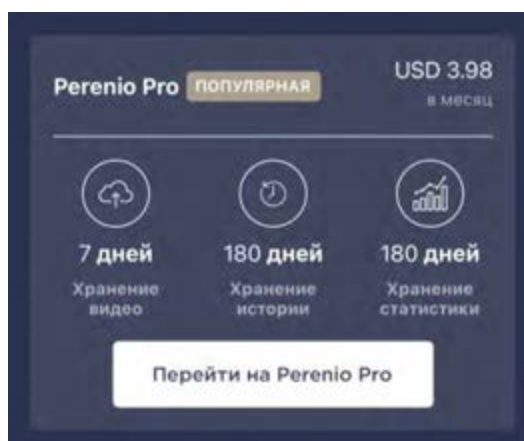 Perenio Pro ПОПУЛЯРНАЯ USD 3.98
в месяц
7 дней 180 дней 180 дней
Хранение Хранение Хранение
видео истории статистики
Перейти на Perenio Pro